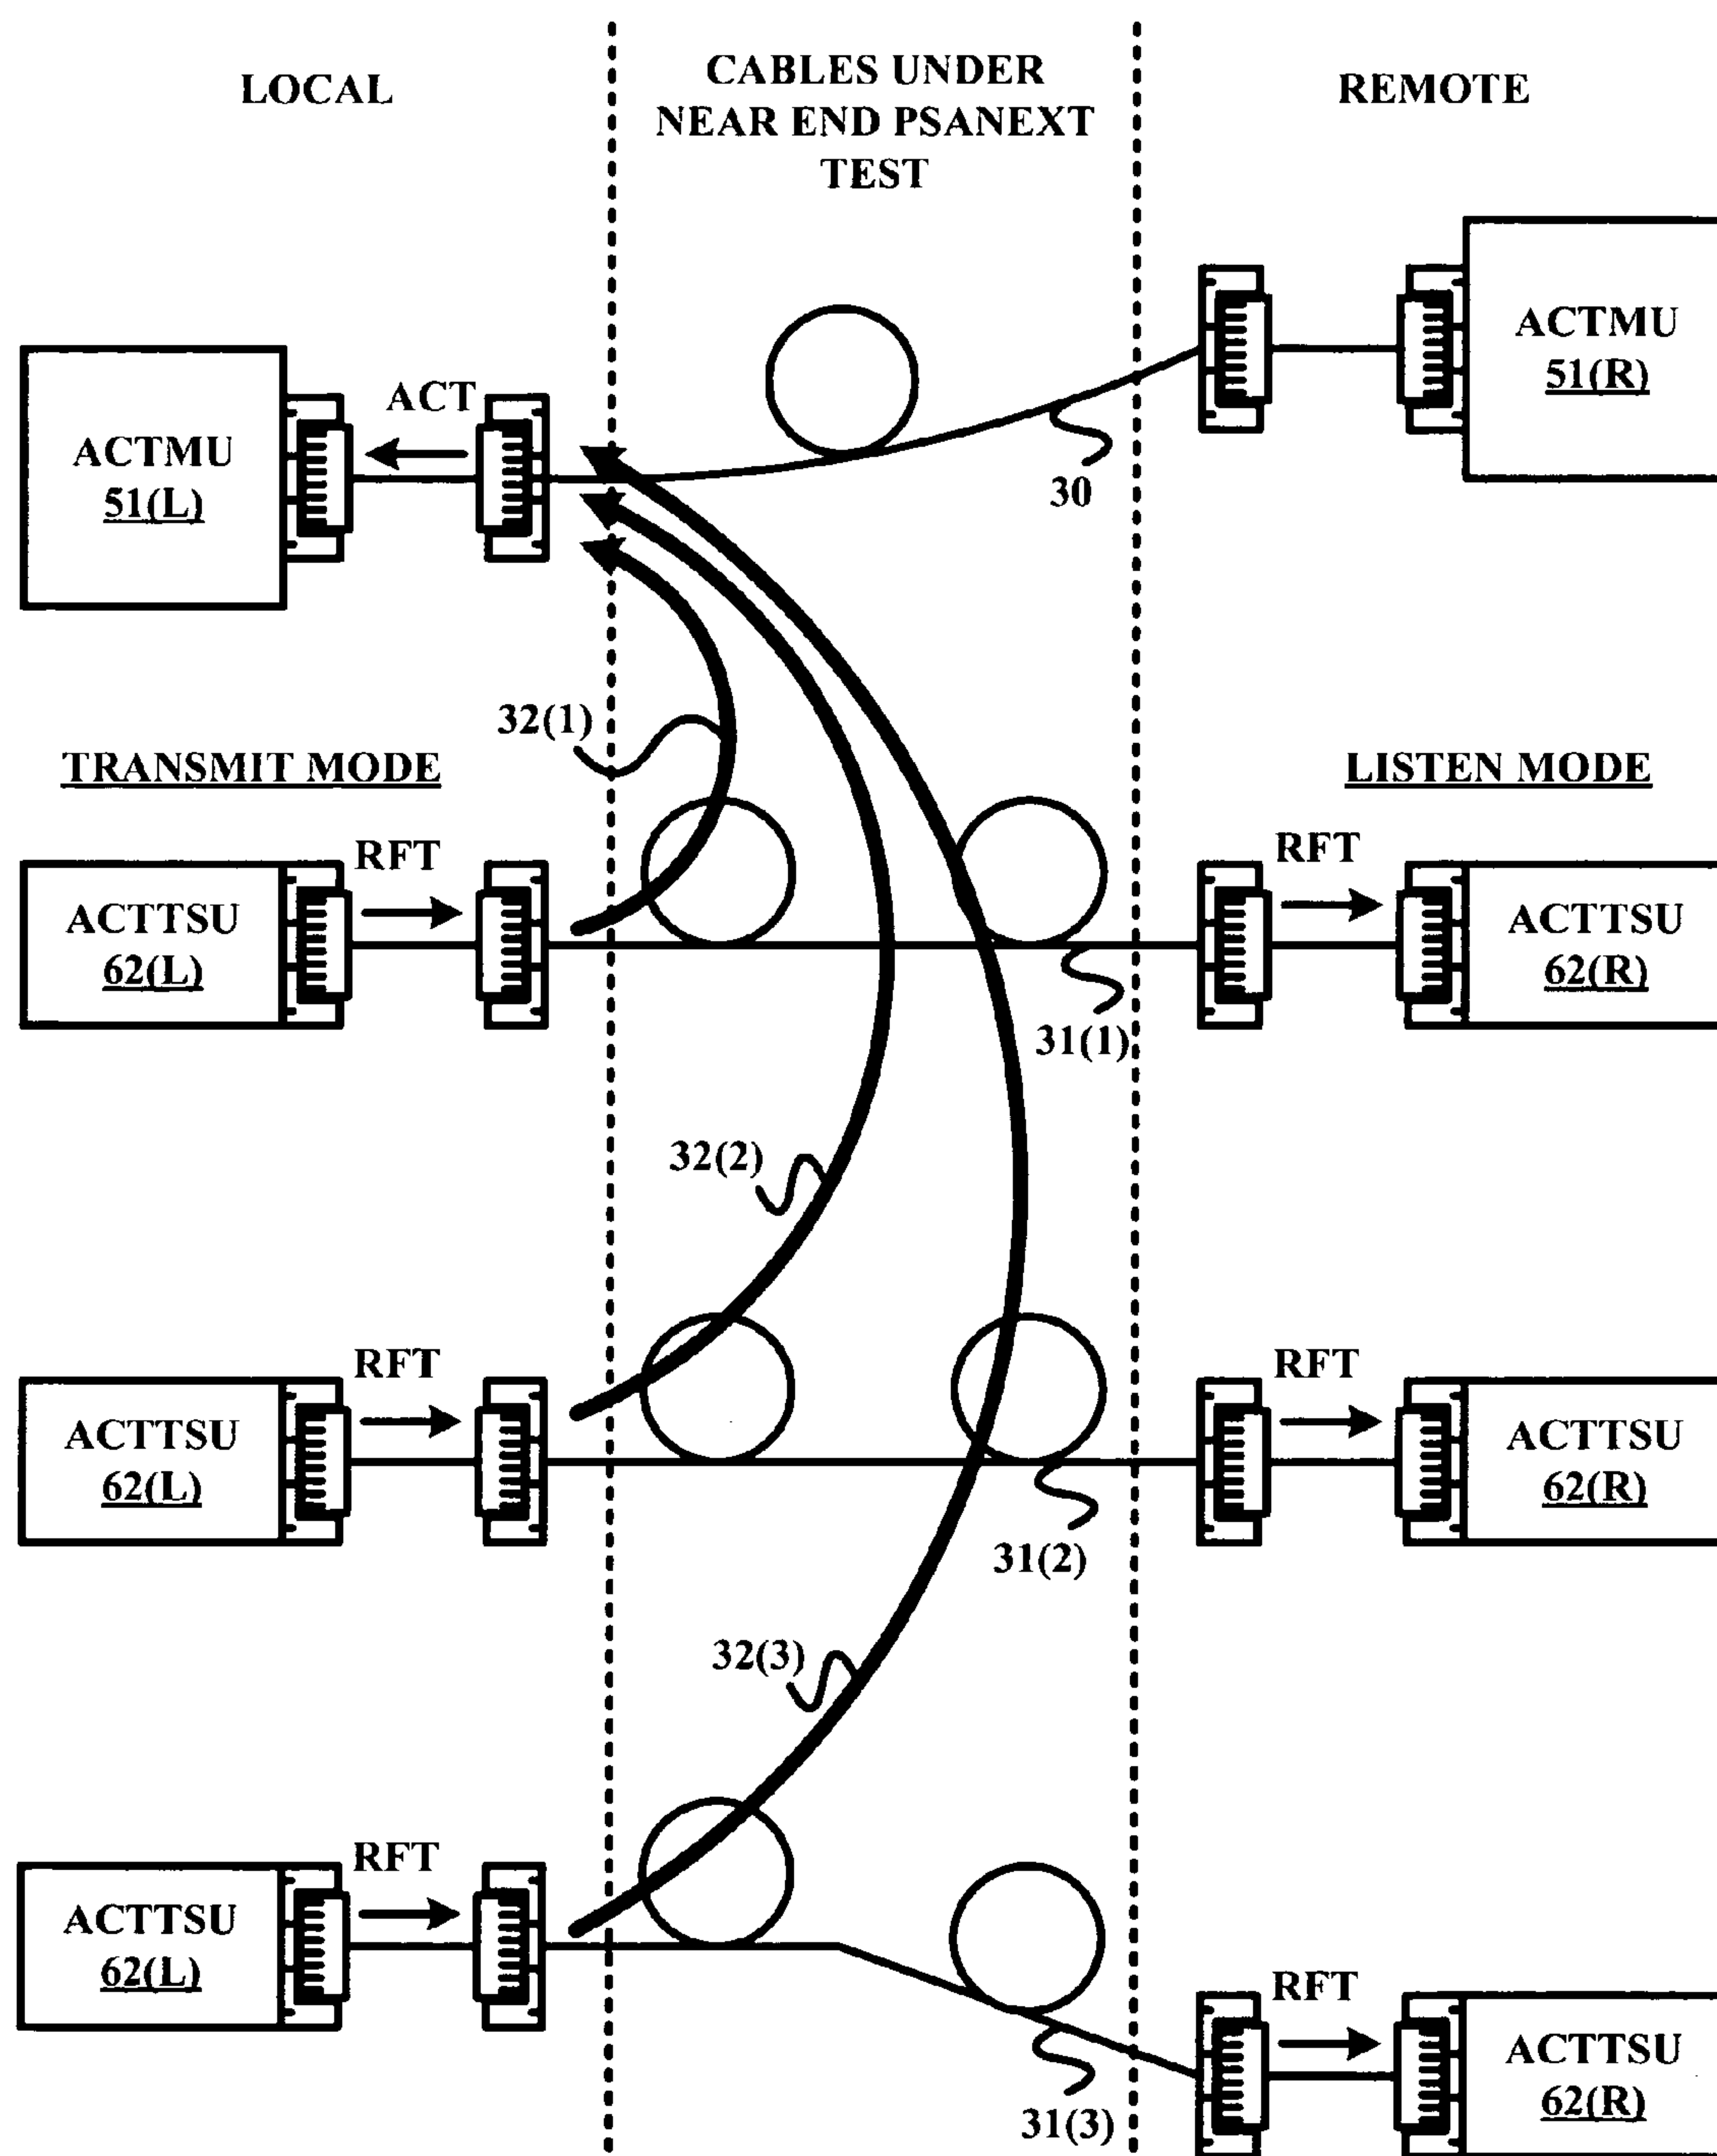 LOCAL
CABLES UNDER
NEAR END PSANEXT
TEST
REMOTE
ACTMU
51(R)
ACT
ACTMU
51(L)
30
32(1)
TRANSMIT MODE
LISTEN MODE
RFT
RFT
ACTTSU
62(L)
ACTTSU
62(R)
31(1)
32(2)
RFT
RFT
ACTTSU
62(L)
ACTTSU
62(R)
31(2)
32(3)
RFT
ACTTSU
62(L)
RFT
ACTTSU
62(R)
31(3)